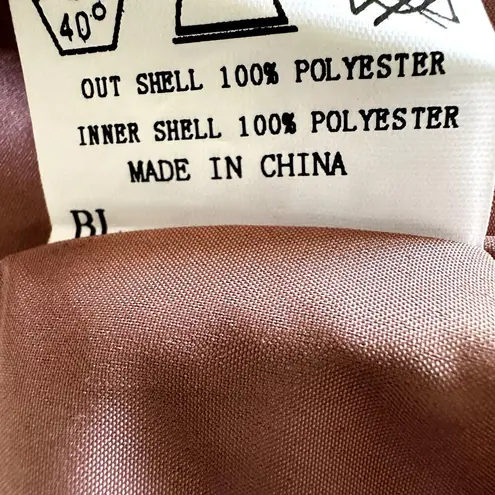 40°
OUT SHELL 100% POLYESTER
INNER SHELL 100% POLYESTER
MADE IN CHINA